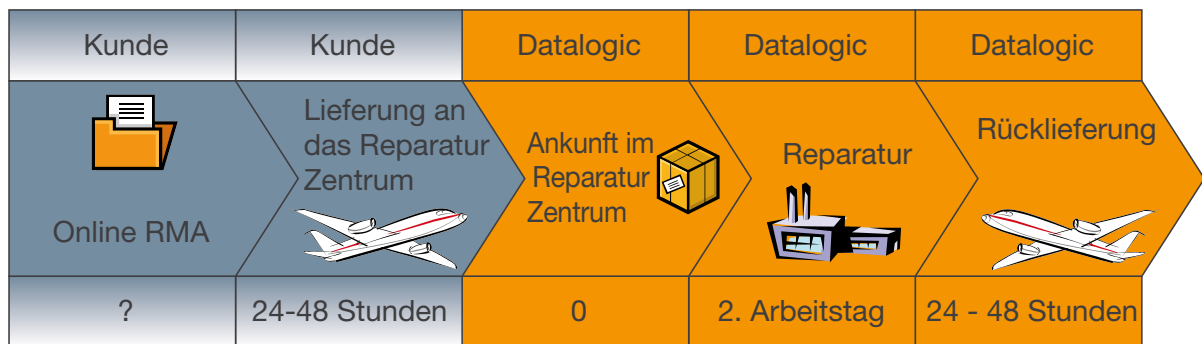 Kunde
Kunde
Datalogic
Datalogic
Datalogic
Online RMA
Lieferung an
das Reparatur
Zentrum
Ankunft im
Reparatur
Zentrum
Reparatur
Rücklieferung
?
24-48 Stunden
0
2. Arbeitstag
24 - 48 Stunden